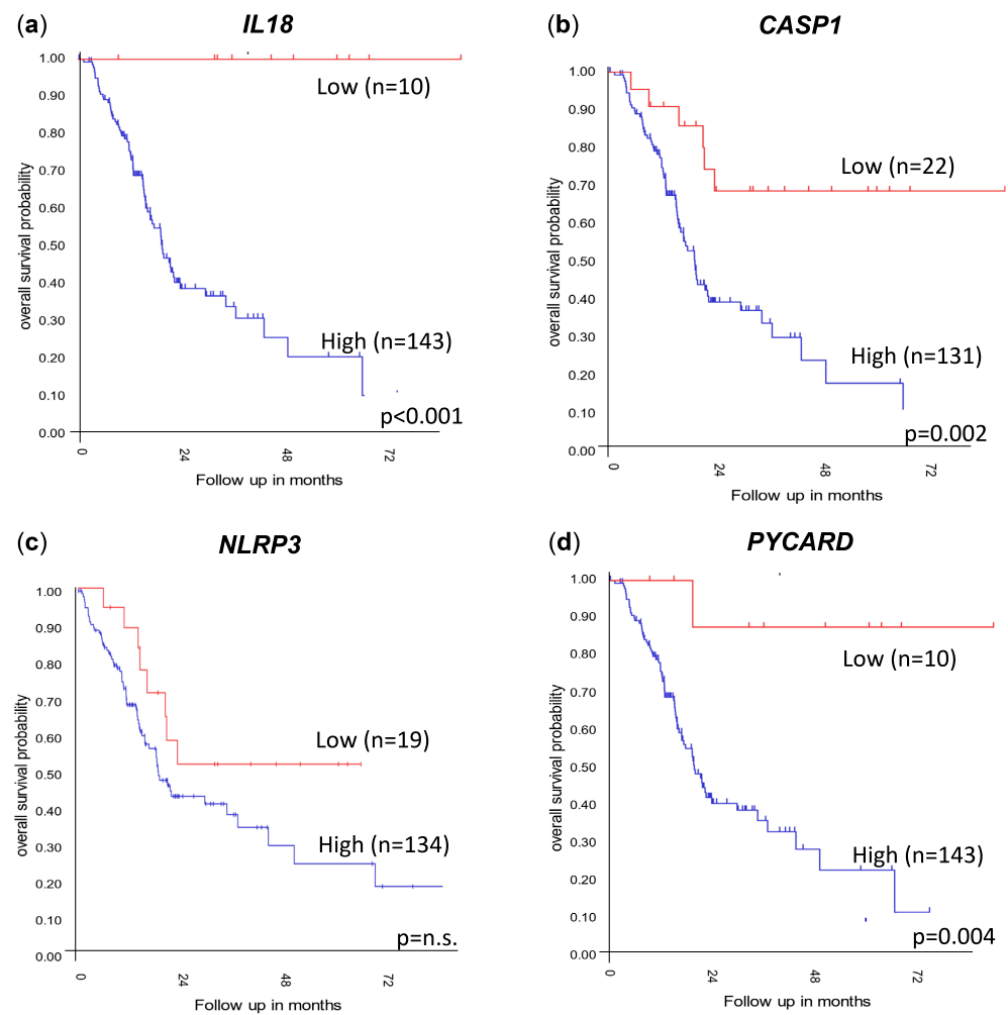 (a) IL18
1.00
0.90
0.80
0.70
0.60
0.50
0.40
0.30
0.20
0.10
0.00
overall survival probability
Low (n=10)
High (n=143)
p<0.001
0 24 48 72
Follow up in months
(b) CASP1
1.00
0.90
0.80
0.70
0.60
0.50
0.40
0.30
0.20
0.10
0.00
overall survival probability
Low (n=22)
High (n=131)
p=0.002
0 24 48 72
Follow up in months
(c) NLRP3
1.00
0.90
0.80
0.70
0.60
0.50
0.40
0.30
0.20
0.10
0.00
overall survival probability
Low (n=19)
High (n=134)
p=n.s.
0 24 48 72
Follow up in months
(d) PYCARD
1.00
0.90
0.80
0.70
0.60
0.50
0.40
0.30
0.20
0.10
0.00
overall survival probability
Low (n=10)
High (n=143)
p=0.004
0 24 48 72
Follow up in months